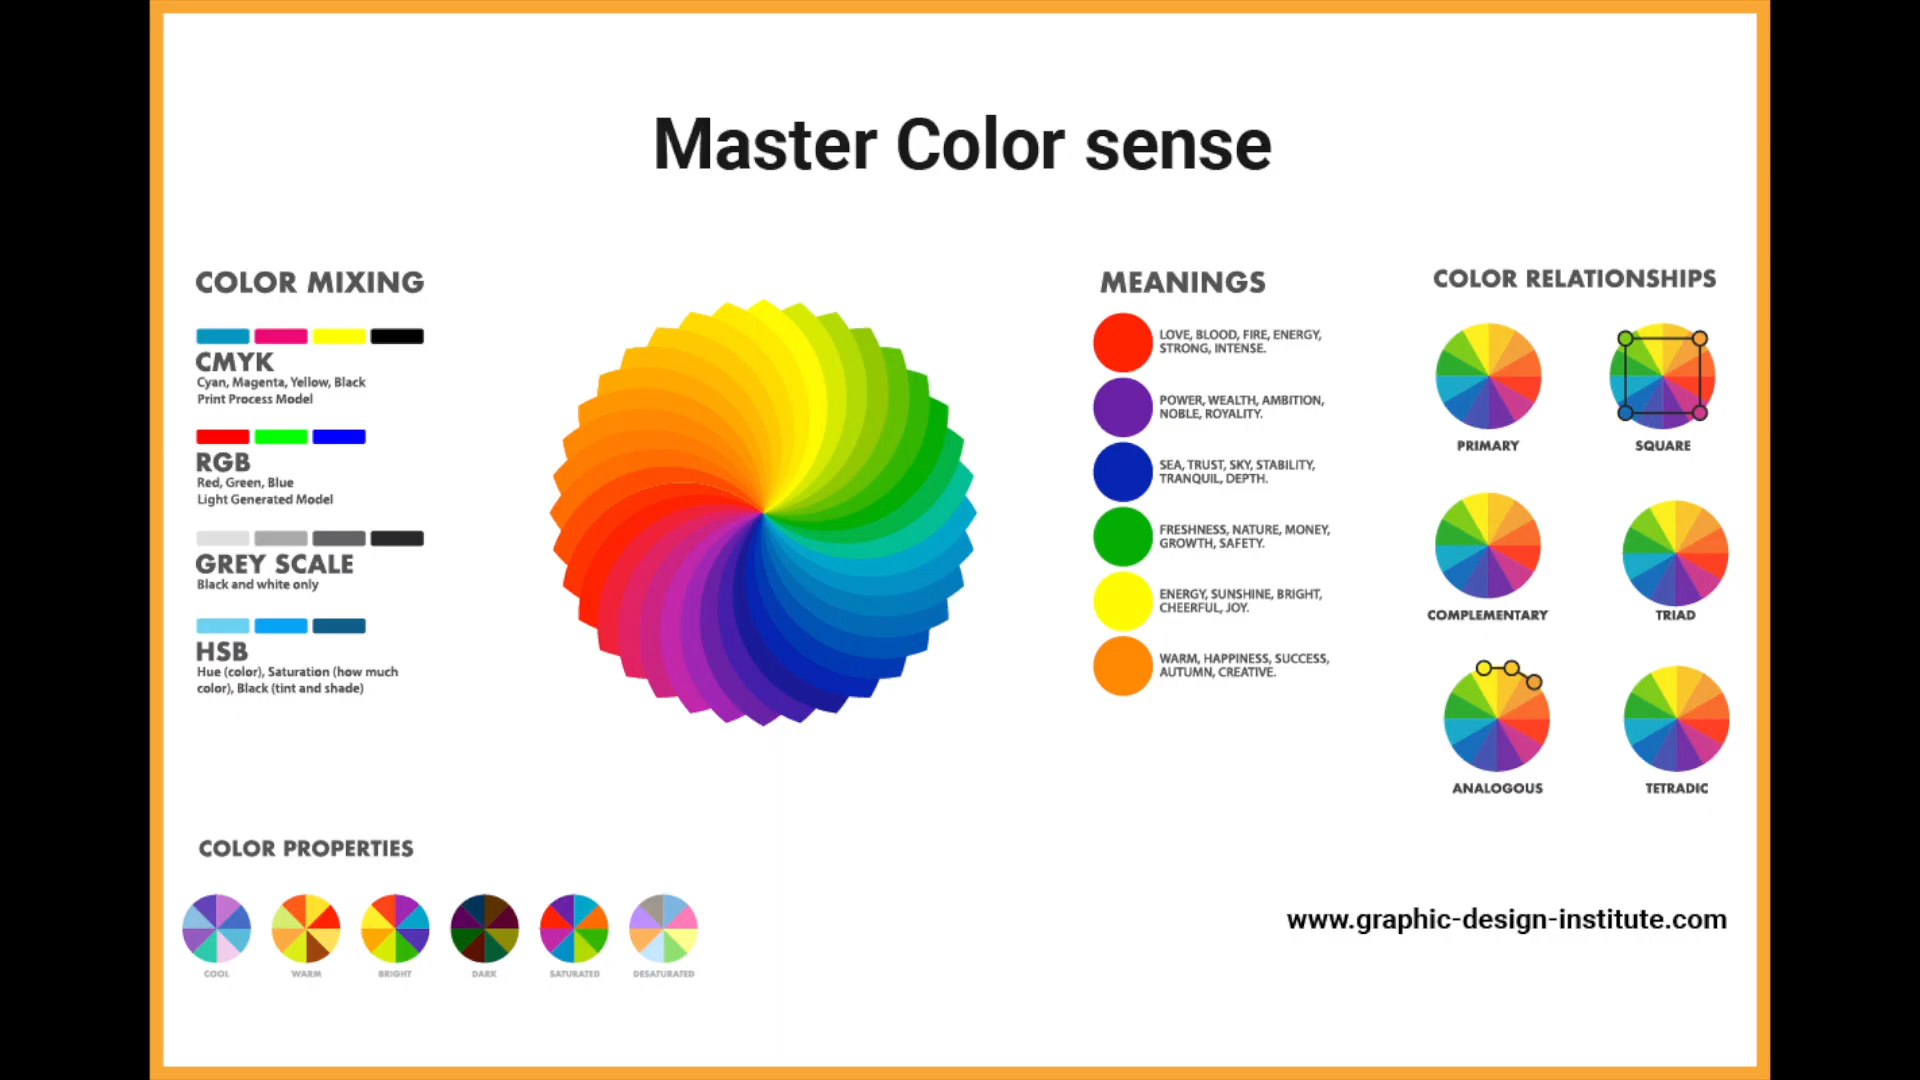 Master Color sense
COLOR MIXING
CMYK
Cyan, Magenta, Yellow, Black
Print Process Model
RGB
Red, Green, Blue
Light Generated Model
GREY SCALE
Black and white only
HSB
Hue (color), Saturation (how much
color), Black (tint and shade)
MEANINGS
LOVE, BLOOD, FIRE, ENERGY,
STRONG, INTENSE.
POWER, WEALTH, AMBITION,
NOBLE, ROYALITY.
SEA, TRUST, SKY, STABILITY,
TRANQUIL, DEPTH.
FRESHNESS, NATURE, MONEY,
GROWTH, SAFETY.
ENERGY, SUNSHINE, BRIGHT,
CHEERFUL, JOY.
WARM, HAPPINESS, SUCCESS,
AUTUMN, CREATIVE.
COLOR RELATIONSHIPS
PRIMARY
SQUARE
COMPLEMENTARY
TRIAD
ANALOGOUS
TETRADIC
COLOR PROPERTIES
COOL
WARM
BRIGHT
DARK
SATURATED
DESATURATED
www.graphic-design-institute.com